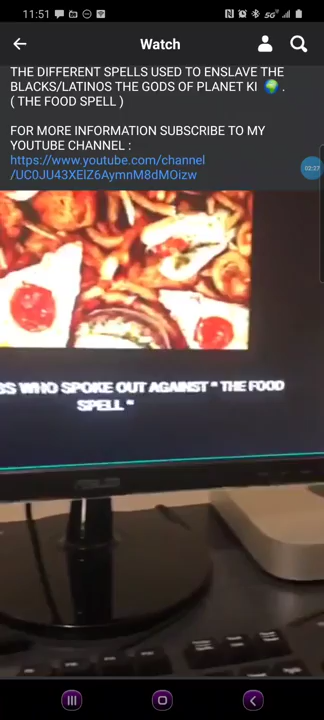 11:51
5G
Watch
THE DIFFERENT SPELLS USED TO ENSLAVE THE
BLACKS/LATINOS THE GODS OF PLANET KI 🌍 .
( THE FOOD SPELL )
FOR MORE INFORMATION SUBSCRIBE TO MY
YOUTUBE CHANNEL :
https://www.youtube.com/channel
/UC0JU43XElZ6AymnM8dMOizw
02:27
BS WHO SPOKE OUT AGAINST " THE FOOD
SPELL "
ASUS